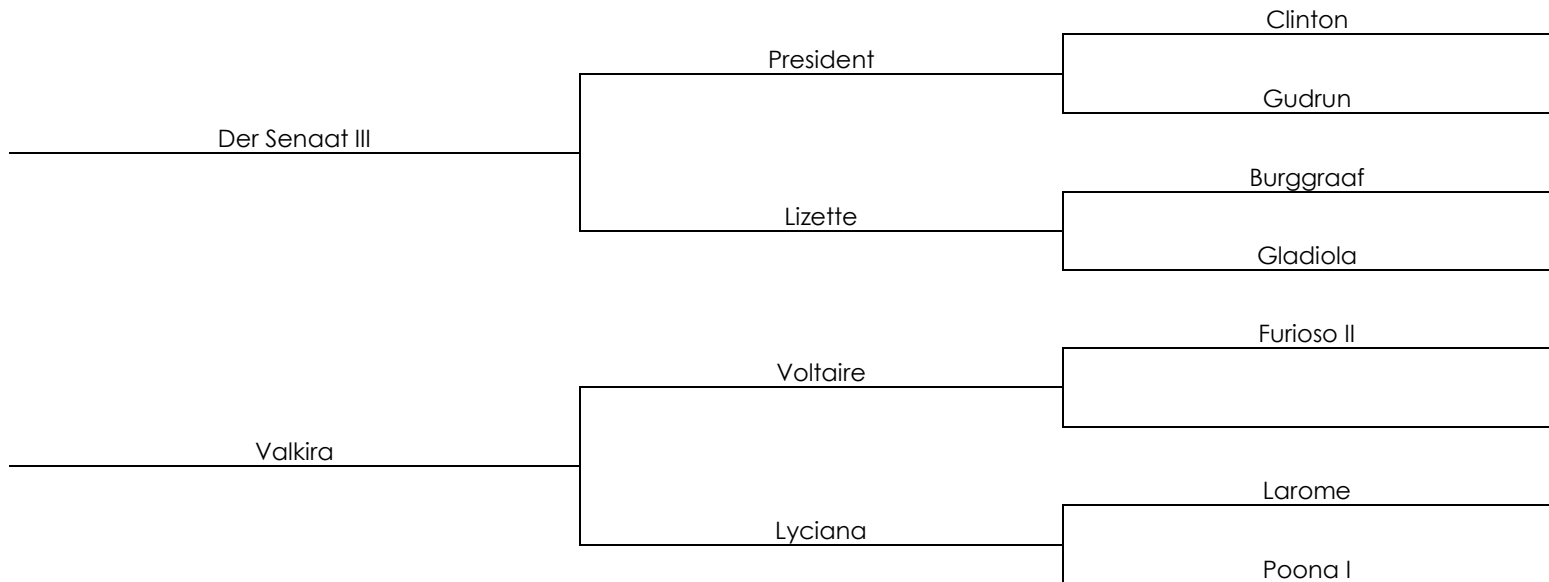 Clinton
President
Gudrun
Der Senaat III
Burggraaf
Lizette
Gladiola
Furioso II
Voltaire
Valkira
Larome
Lyciana
Poona I